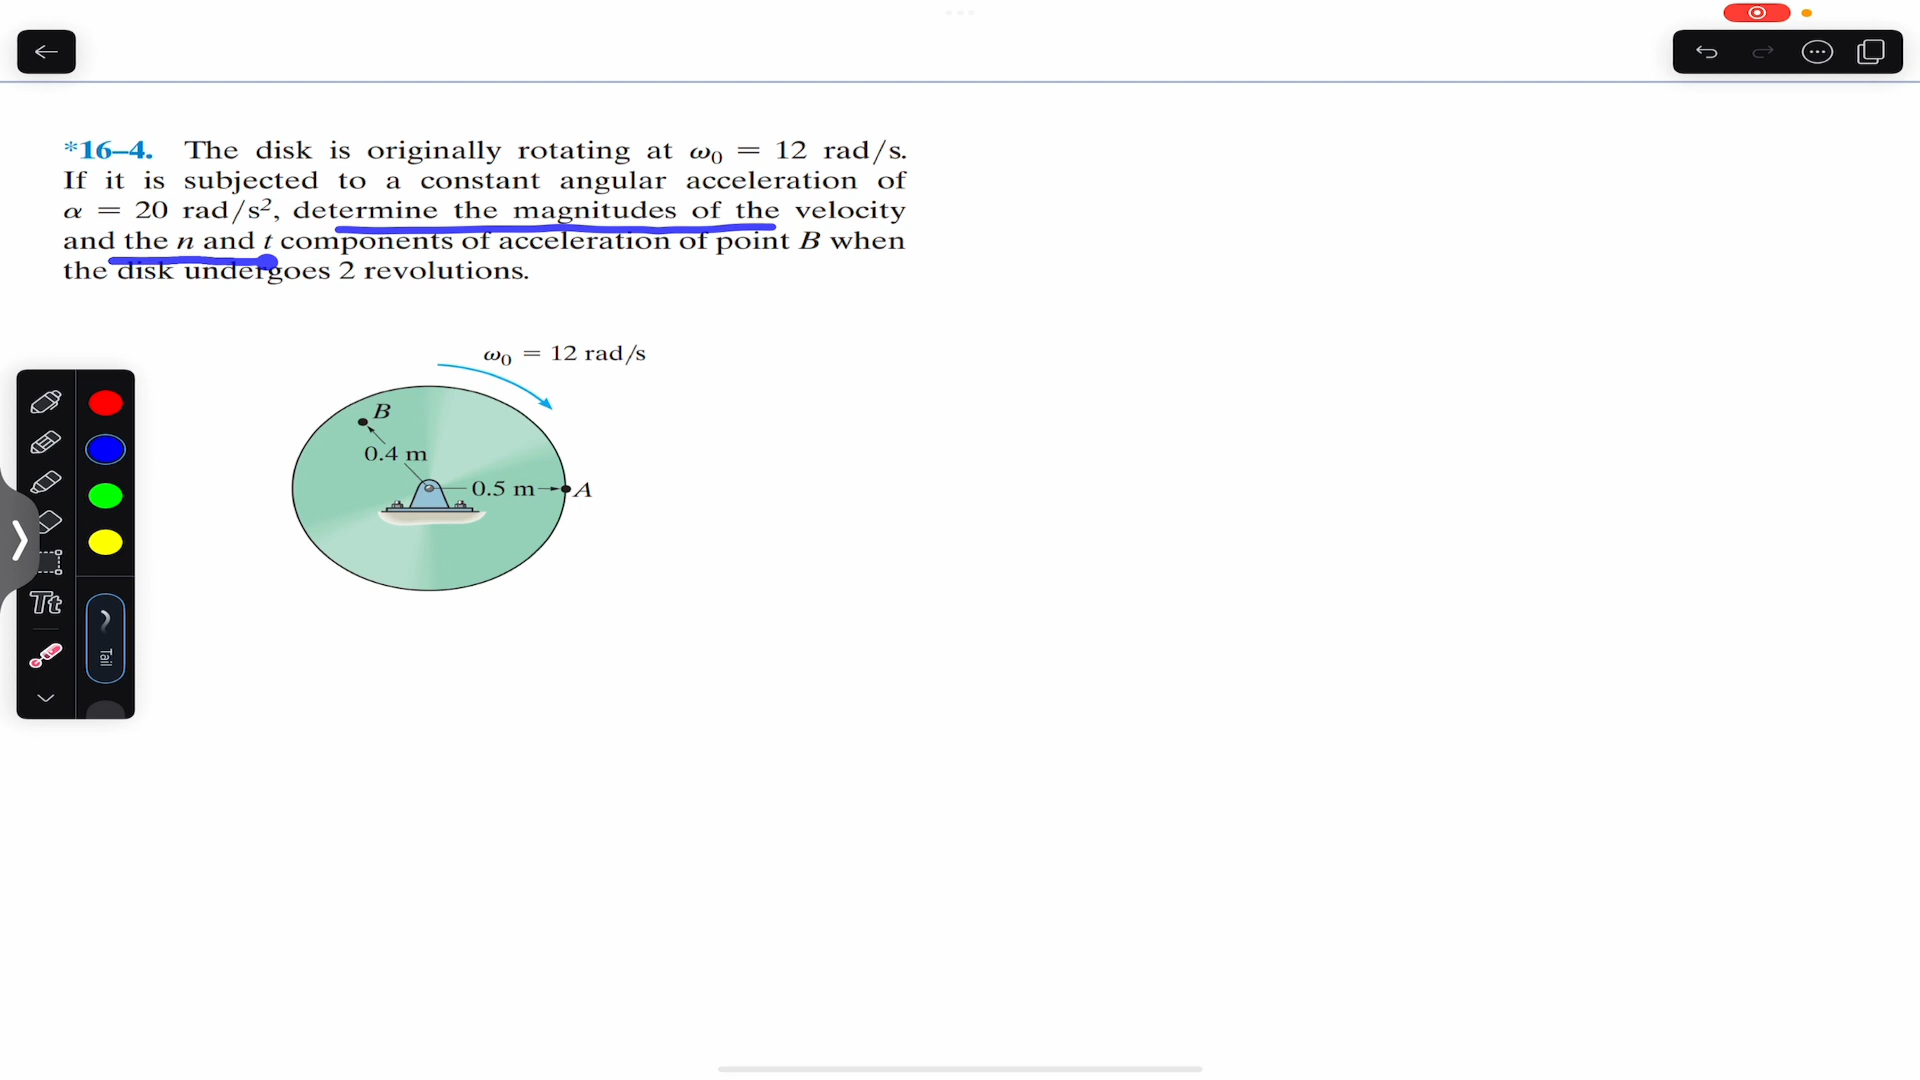 *16–4. The disk is originally rotating at ω₀ = 12 rad/s.
If it is subjected to a constant angular acceleration of
α = 20 rad/s², determine the magnitudes of the velocity
and the n and t components of acceleration of point B when
the disk undergoes 2 revolutions.
ω₀ = 12 rad/s
B
0.4 m
0.5 m
A
Tt
Tail